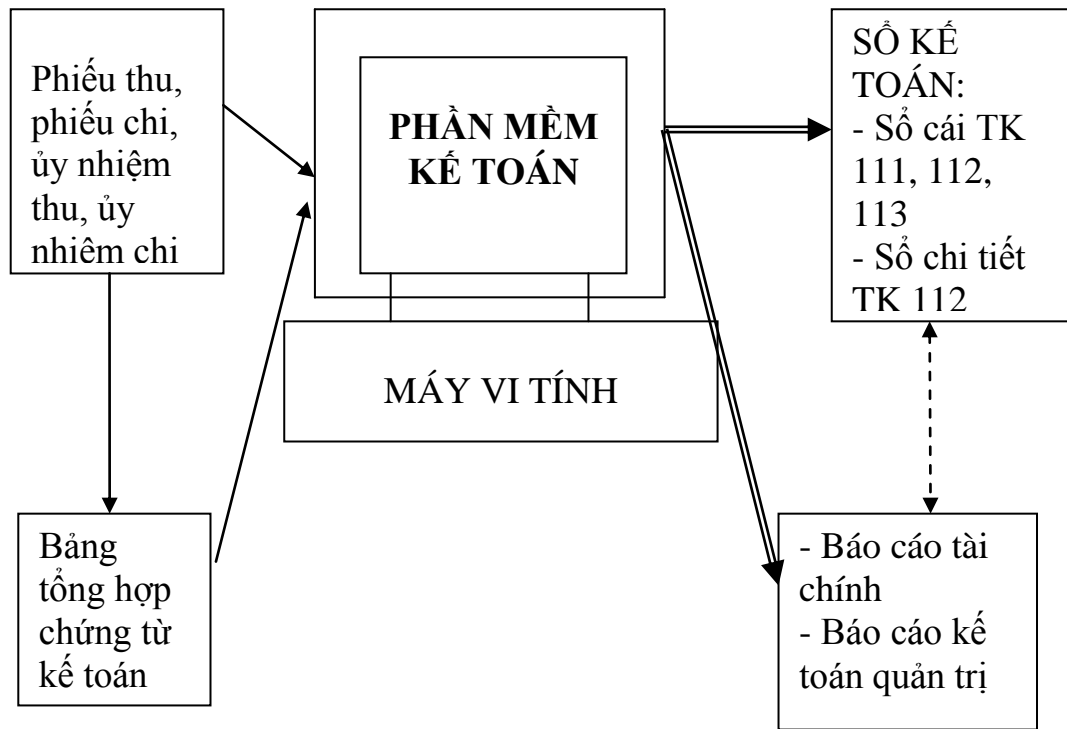 Phiếu thu,
phiếu chi,
ủy nhiệm
thu, ủy
nhiêm chi
PHẦN MỀM
KẾ TOÁN
SỔ KẾ
TOÁN:
- Sổ cái TK
111, 112,
113
- Sổ chi tiết
TK 112
MÁY VI TÍNH
Bảng
tổng hợp
chứng từ
kế toán
- Báo cáo tài
chính
- Báo cáo kế
toán quản trị